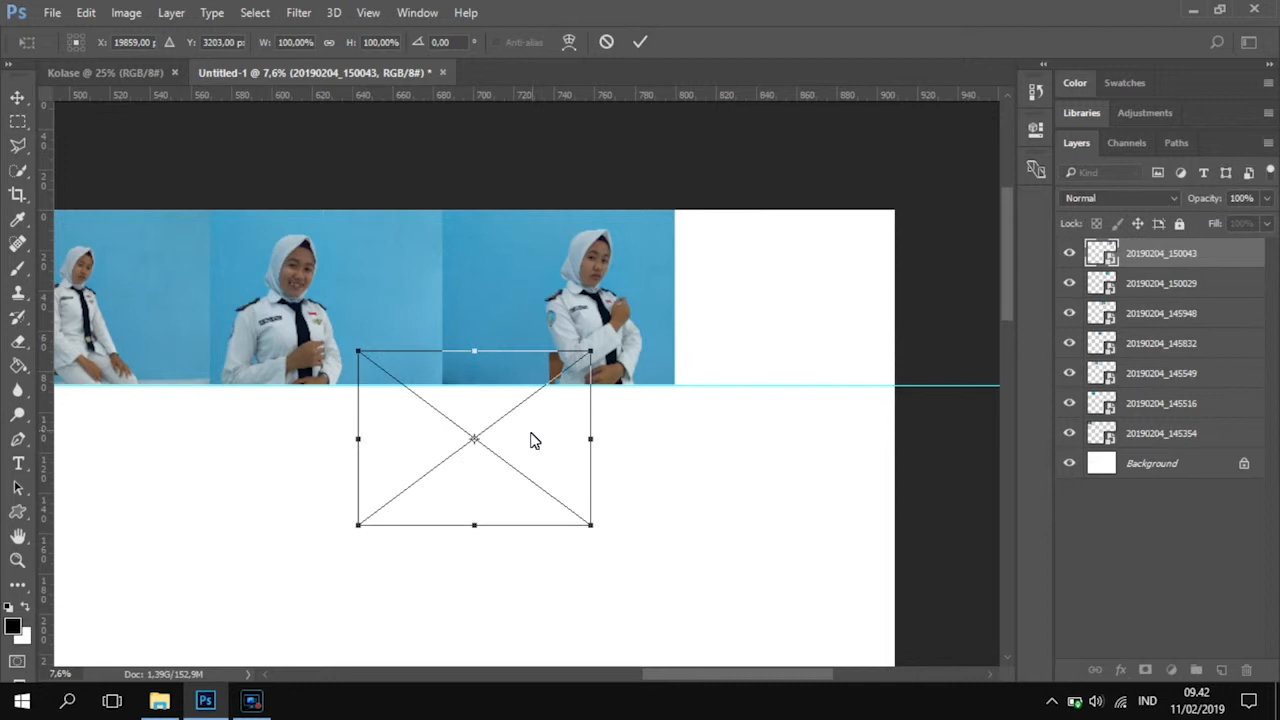 Ps File Edit Image Layer Type Select Filter 3D View Window Help
X: 19859,00 p Y: 3203,00 px W: 100,00% H: 100,00% 0,00 ° Anti-alias
Kolase @ 25% (RGB/8#) × Untitled-1 @ 7,6% (20190204_150043, RGB/8#) * ×
500 520 540 560 580 600 620 640 660 680 700 720 740 760 780 800 820 840 860 880 900 920 940
Color Swatches
Libraries Adjustments
Layers Channels Paths
Kind
Normal Opacity: 100%
Lock: Fill: 100%
20190204_150043
20190204_150029
20190204_145948
20190204_145832
20190204_145549
20190204_145516
20190204_145354
Background
7,6% Doc: 1,39G/152,9M
Ps IND 09.42
11/02/2019